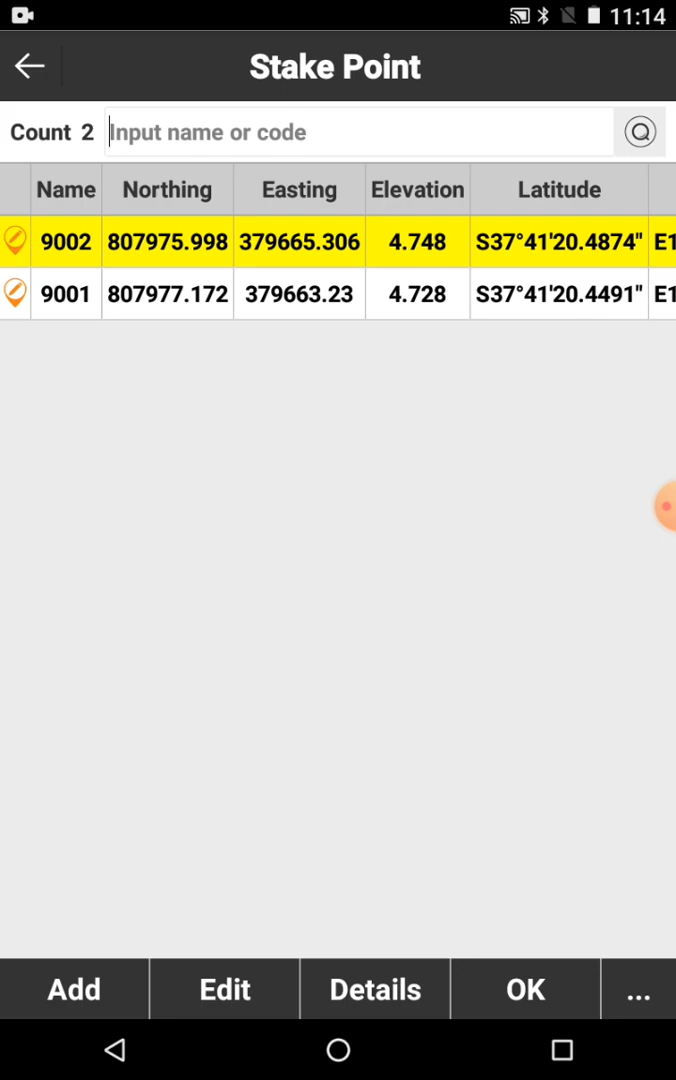 11:14
Stake Point
Count 2 Input name or code
Name Northing Easting Elevation Latitude
9002 807975.998 379665.306 4.748 S37°41'20.4874" E1
9001 807977.172 379663.23 4.728 S37°41'20.4491" E1
Add Edit Details OK ...